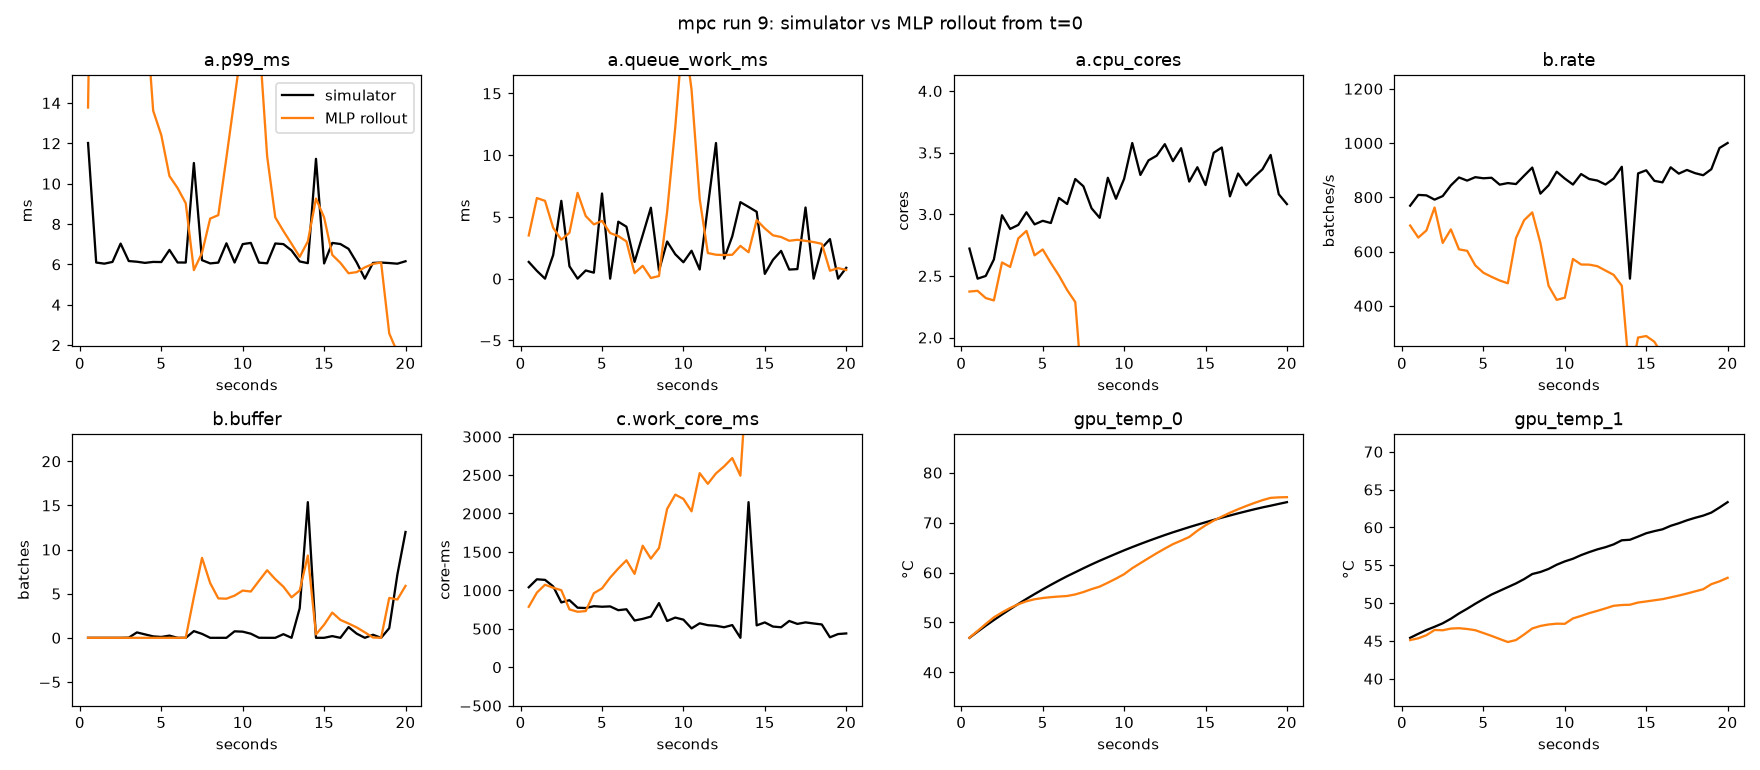 mpc run 9: simulator vs MLP rollout from t=0
a.p99_ms
14
12
10
8
6
4
2
ms
0 5 10 15 20
seconds
simulator
MLP rollout
a.queue_work_ms
15
10
5
0
−5
ms
0 5 10 15 20
seconds
a.cpu_cores
4.0
3.5
3.0
2.5
2.0
cores
0 5 10 15 20
seconds
b.rate
1200
1000
800
600
400
batches/s
0 5 10 15 20
seconds
b.buffer
20
15
10
5
0
−5
batches
0 5 10 15 20
seconds
c.work_core_ms
3000
2500
2000
1500
1000
500
0
−500
core-ms
0 5 10 15 20
seconds
gpu_temp_0
80
70
60
50
40
°C
0 5 10 15 20
seconds
gpu_temp_1
70
65
60
55
50
45
40
°C
0 5 10 15 20
seconds